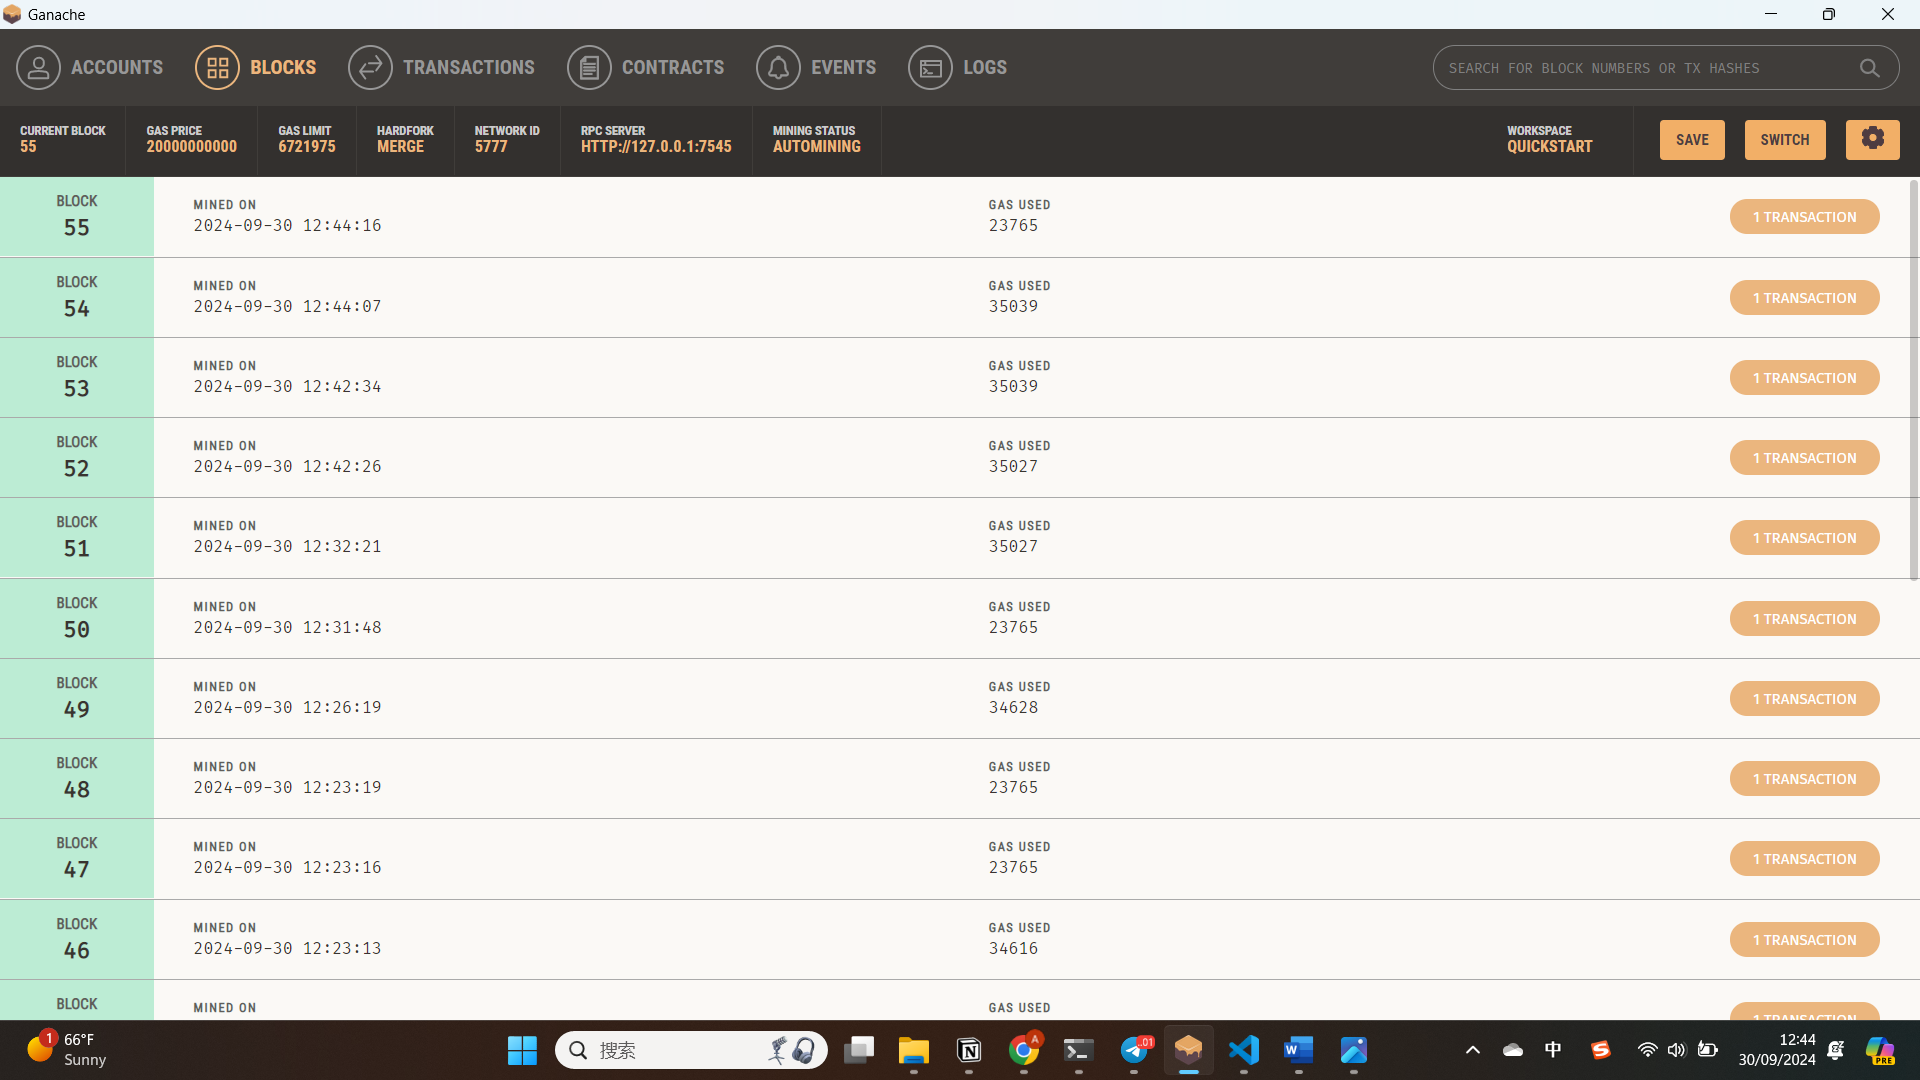 Ganache
ACCOUNTS
BLOCKS
TRANSACTIONS
CONTRACTS
EVENTS
LOGS
SEARCH FOR BLOCK NUMBERS OR TX HASHES
CURRENT BLOCK
55
GAS PRICE
20000000000
GAS LIMIT
6721975
HARDFORK
MERGE
NETWORK ID
5777
RPC SERVER
HTTP://127.0.0.1:7545
MINING STATUS
AUTOMINING
WORKSPACE
QUICKSTART
SAVE
SWITCH
BLOCK
55
MINED ON
2024-09-30 12:44:16
GAS USED
23765
1 TRANSACTION
BLOCK
54
MINED ON
2024-09-30 12:44:07
GAS USED
35039
1 TRANSACTION
BLOCK
53
MINED ON
2024-09-30 12:42:34
GAS USED
35039
1 TRANSACTION
BLOCK
52
MINED ON
2024-09-30 12:42:26
GAS USED
35027
1 TRANSACTION
BLOCK
51
MINED ON
2024-09-30 12:32:21
GAS USED
35027
1 TRANSACTION
BLOCK
50
MINED ON
2024-09-30 12:31:48
GAS USED
23765
1 TRANSACTION
BLOCK
49
MINED ON
2024-09-30 12:26:19
GAS USED
34628
1 TRANSACTION
BLOCK
48
MINED ON
2024-09-30 12:23:19
GAS USED
23765
1 TRANSACTION
BLOCK
47
MINED ON
2024-09-30 12:23:16
GAS USED
23765
1 TRANSACTION
BLOCK
46
MINED ON
2024-09-30 12:23:13
GAS USED
34616
1 TRANSACTION
BLOCK
MINED ON
GAS USED
1 TRANSACTION
1
66°F
Sunny
搜索
A
.01
W
中
S
12:44
30/09/2024
PRE